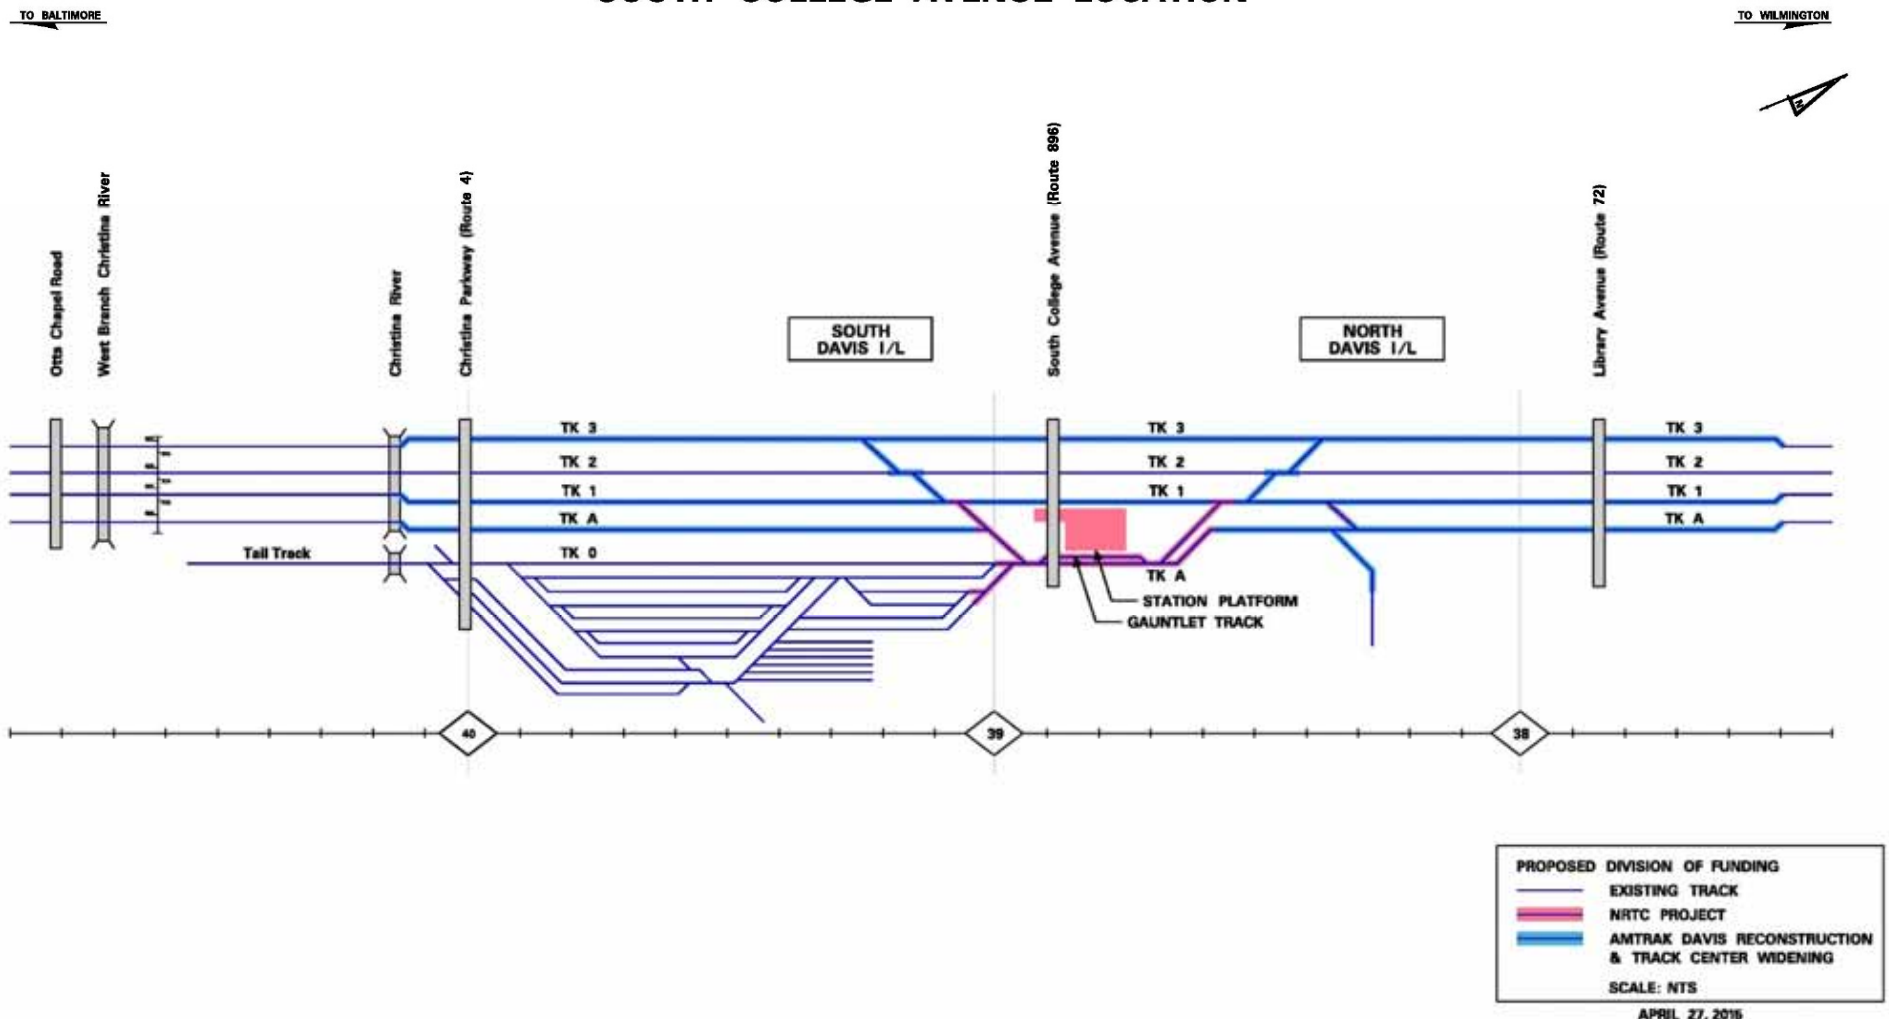 SOUTH COLLEGE AVENUE LOCATION
TO BALTIMORE
TO WILMINGTON
N
Otts Chapel Road
West Branch Christina River
Christina River
Christina Parkway (Route 4)
South College Avenue (Route 896)
Library Avenue (Route 72)
SOUTH
DAVIS I/L
NORTH
DAVIS I/L
TK 3
TK 3
TK 3
TK 2
TK 2
TK 2
TK 1
TK 1
TK 1
TK A
TK A
Tail Track
TK 0
TK A
STATION PLATFORM
GAUNTLET TRACK
40
39
38
PROPOSED DIVISION OF FUNDING
EXISTING TRACK
NRTC PROJECT
AMTRAK DAVIS RECONSTRUCTION
& TRACK CENTER WIDENING
SCALE: NTS
APRIL 27, 2015